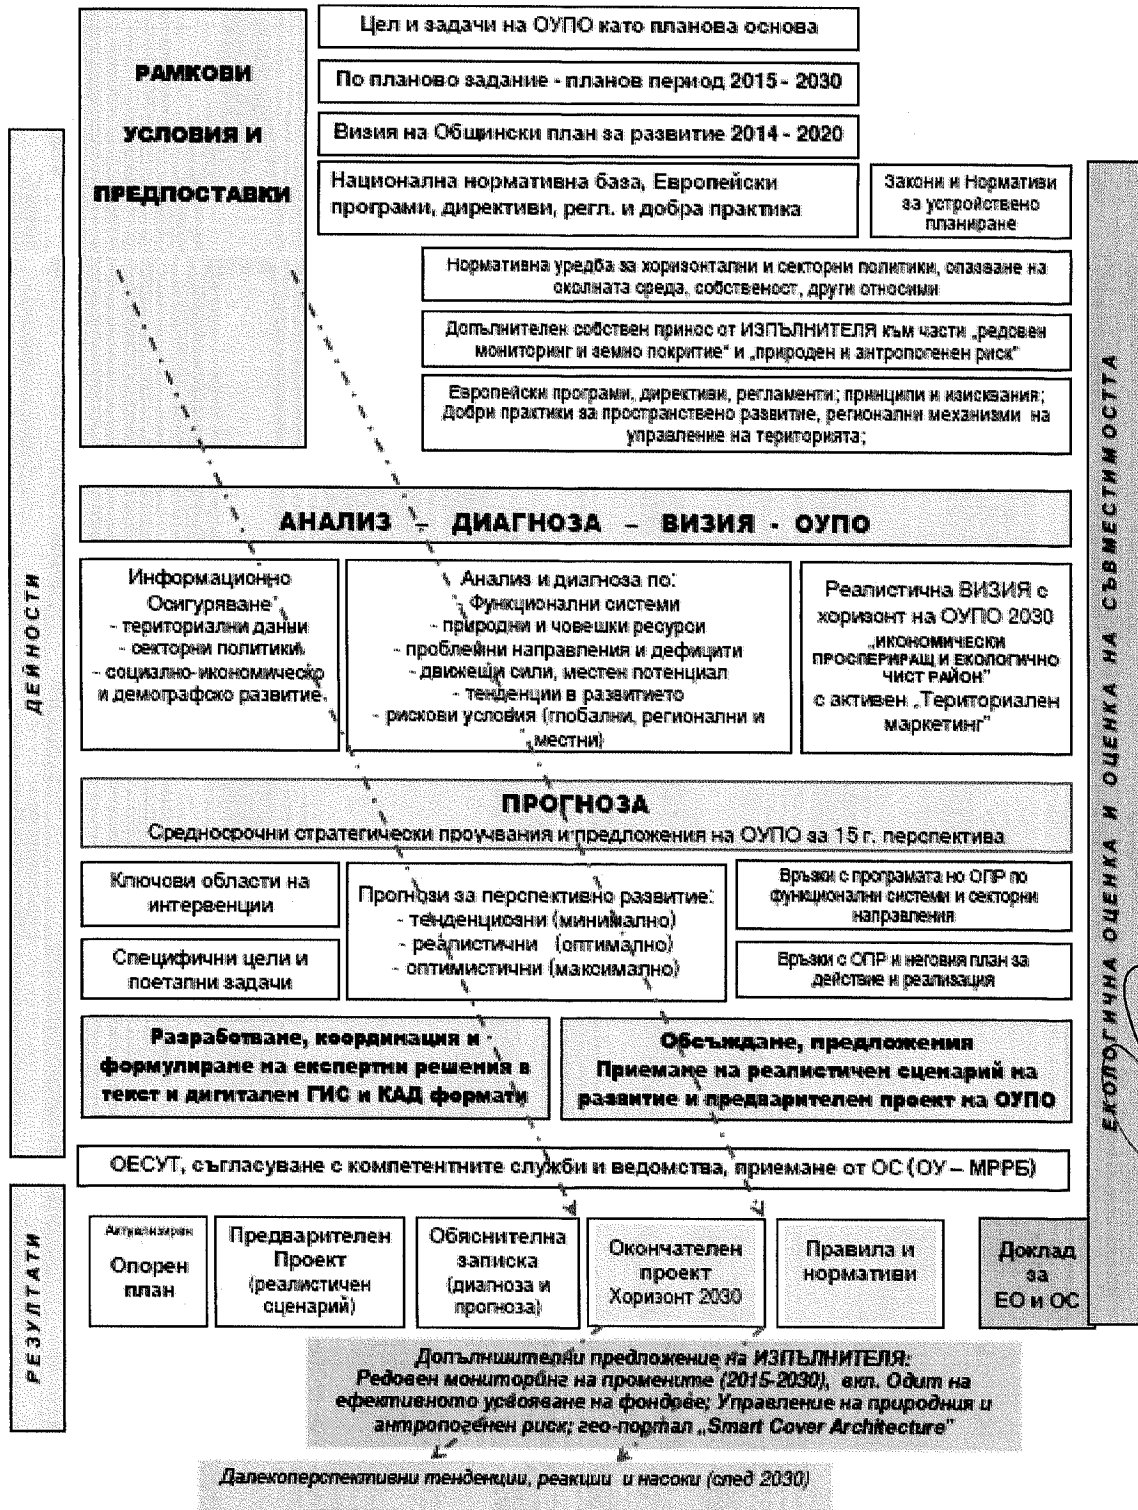 Цел и задачи на ОУПО като планова основа
РАМКОВИ
УСЛОВИЯ И
ПРЕДПОСТАВКИ
По планово задание - планов период 2015 - 2030
Визия на Общински план за развитие 2014 - 2020
Национална нормативна база, Европейски
програми, директиви, регл. и добра практика
Закони и Нормативи
за устройствено
планиране
Нормативна уредба за хоризонтални и секторни политики, опазване на
околната среда, собственост, други относими
Допълнителен собствен принос от ИЗПЪЛНИТЕЛЯ към части „редовен
мониторинг и земно покритие" и „природен и антропогенен риск"
Европейски програми, директиви, регламенти; принципи и изисквания;
Добри практики за пространствено развитие, регионални механизми на
управление на територията;
ДЕЙНОСТИ
АНАЛИЗ – ДИАГНОЗА – ВИЗИЯ - ОУПО
Информационно
Осигуряване
- териториални данни
- секторни политики
- социално-икономическо
и демографско развитие
Анализ и диагноза по:
- Функционални системи
- природни и човешки ресурси
- проблемни направления и дефицити
- движещи сили, местен потенциал
- тенденции в развитието
- рискови условия (глобални, регионални и
местни)
Реалистична ВИЗИЯ с
хоризонт на ОУПО 2030
„ИКОНОМИЧЕСКИ
ПРОСПЕРИРАЩ И ЕКОЛОГИЧНО
ЧИСТ РАЙОН"
с активен „Териториален
маркетинг"
ПРОГНОЗА
Средносрочни стратегически проучвания и предложения на ОУПО за 15 г. перспектива
Ключови области на
интервенции
Специфични цели и
поетапни задачи
Прогнози за перспективно развитие:
- тенденциозни (минимално)
- реалистични (оптимално)
- оптимистични (максимално)
Връзки с програмата но ОПР по
функционални системи и секторни
направления
Връзки с ОПР и неговия план за
действие и реализация
Разработване, координация и
формулиране на експертни решения в
текст и дигитален ГИС и КАД формати
Обсъждане, предложения
Приемане на реалистичен сценарий на
развитие и предварителен проект на ОУПО
ЕКОЛОГИЧНА ОЦЕНКА И ОЦЕНКА НА СЪВМЕСТИМОСТТА
ОЕСУТ, съгласуване с компетентните служби и ведомства, приемане от ОС (ОУ – МРРБ)
РЕЗУЛТАТИ
Актуализиран
Опорен
план
Предварителен
Проект
(реалистичен
сценарий)
Обяснителна
записка
(диагноза и
прогноза)
Окончателен
проект
Хоризонт 2030
Правила и
нормативи
Доклад
за
ЕО и ОС
Допълншителни предложение на ИЗПЪЛНИТЕЛЯ:
Редовен мониторинг на промените (2015-2030), вкл. Одит на
ефективното усвояване на фондове; Управление на природния и
антропогенен риск; гео-портал „Smart Cover Architecture"
Далекоперспективни тенденции, реакции и насоки (след 2030)